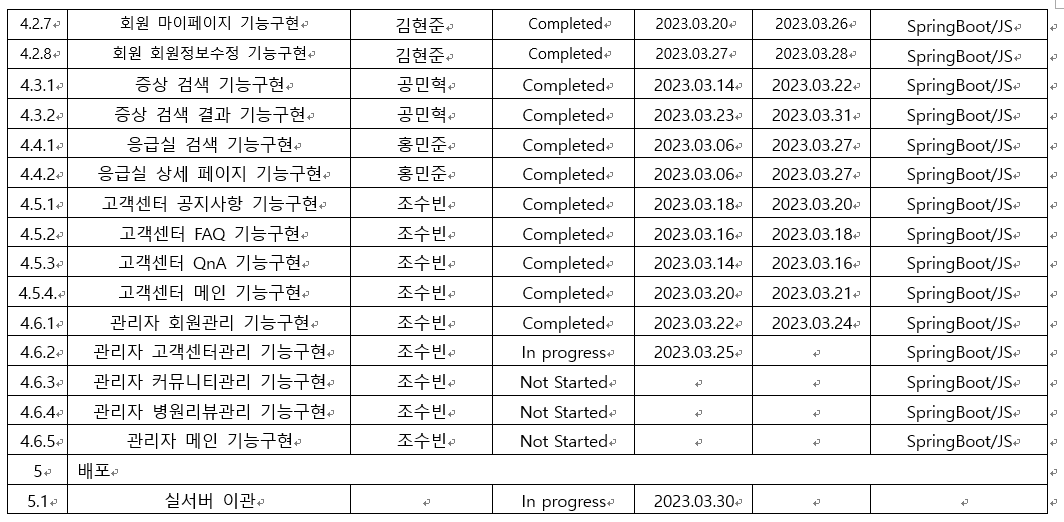 4.2.7 회원 마이페이지 기능구현 김현준 Completed 2023.03.20 2023.03.26 SpringBoot/JS
4.2.8 회원 회원정보수정 기능구현 김현준 Completed 2023.03.27 2023.03.28 SpringBoot/JS
4.3.1 증상 검색 기능구현 공민혁 Completed 2023.03.14 2023.03.22 SpringBoot/JS
4.3.2 증상 검색 결과 기능구현 공민혁 Completed 2023.03.23 2023.03.31 SpringBoot/JS
4.4.1 응급실 검색 기능구현 홍민준 Completed 2023.03.06 2023.03.27 SpringBoot/JS
4.4.2 응급실 상세 페이지 기능구현 홍민준 Completed 2023.03.06 2023.03.27 SpringBoot/JS
4.5.1 고객센터 공지사항 기능구현 조수빈 Completed 2023.03.18 2023.03.20 SpringBoot/JS
4.5.2 고객센터 FAQ 기능구현 조수빈 Completed 2023.03.16 2023.03.18 SpringBoot/JS
4.5.3 고객센터 QnA 기능구현 조수빈 Completed 2023.03.14 2023.03.16 SpringBoot/JS
4.5.4. 고객센터 메인 기능구현 조수빈 Completed 2023.03.20 2023.03.21 SpringBoot/JS
4.6.1 관리자 회원관리 기능구현 조수빈 Completed 2023.03.22 2023.03.24 SpringBoot/JS
4.6.2 관리자 고객센터관리 기능구현 조수빈 In progress 2023.03.25 SpringBoot/JS
4.6.3 관리자 커뮤니티관리 기능구현 조수빈 Not Started SpringBoot/JS
4.6.4 관리자 병원리뷰관리 기능구현 조수빈 Not Started SpringBoot/JS
4.6.5 관리자 메인 기능구현 조수빈 Not Started SpringBoot/JS
5 배포
5.1 실서버 이관 In progress 2023.03.30